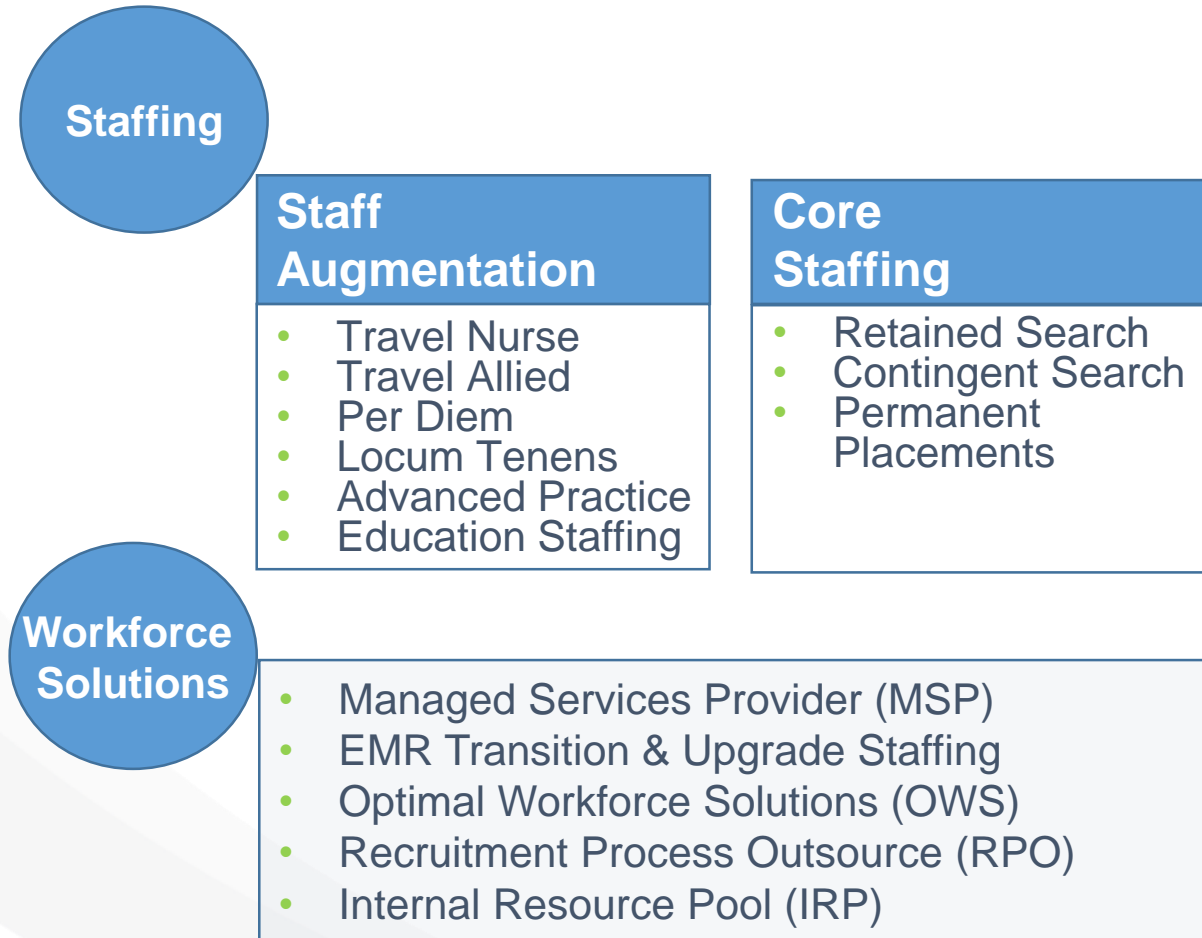 Staffing
Staff
Augmentation
• Travel Nurse
• Travel Allied
• Per Diem
• Locum Tenens
• Advanced Practice
• Education Staffing
Core
Staffing
• Retained Search
• Contingent Search
• Permanent
Placements
Workforce
Solutions
• Managed Services Provider (MSP)
• EMR Transition & Upgrade Staffing
• Optimal Workforce Solutions (OWS)
• Recruitment Process Outsource (RPO)
• Internal Resource Pool (IRP)